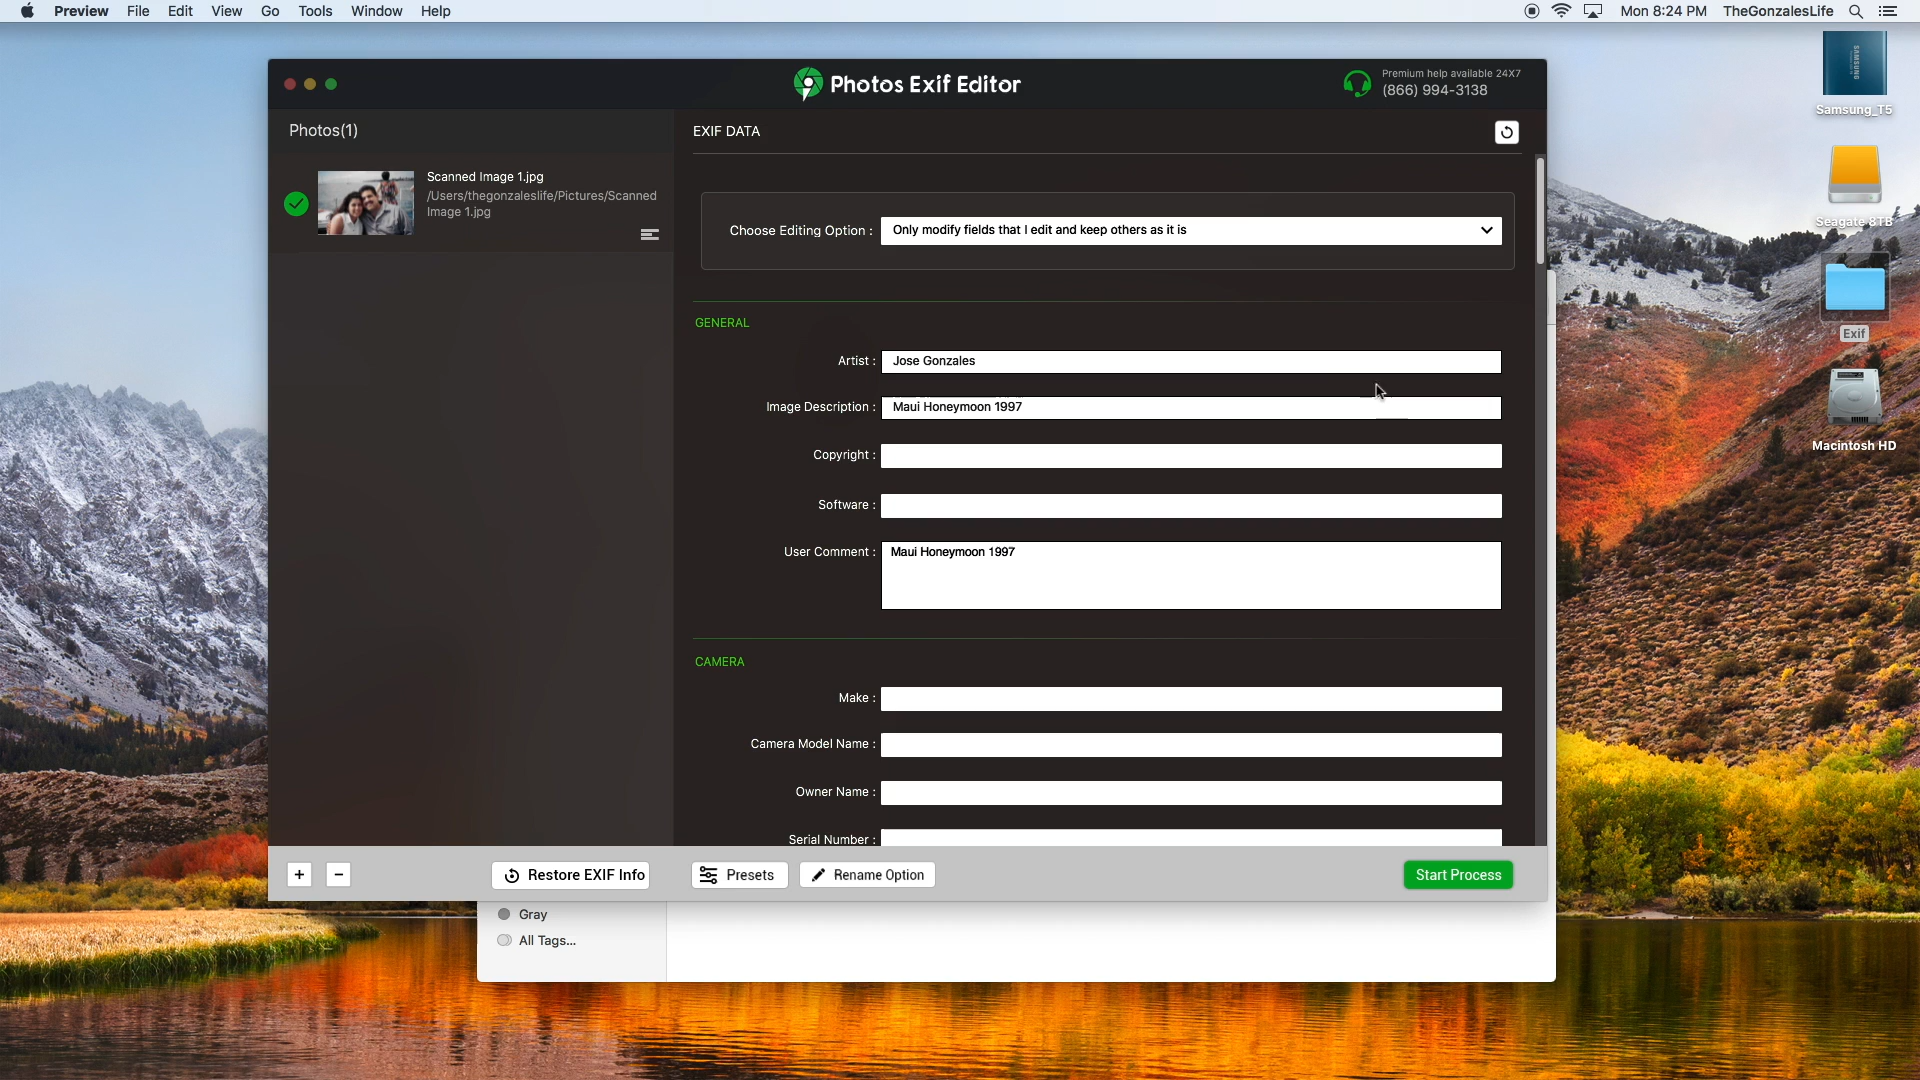 Preview File Edit View Go Tools Window Help Mon 8:24 PM TheGonzalesLife
Photos Exif Editor
Premium help available 24X7
(866) 994-3138
Photos(1)
Scanned Image 1.jpg
/Users/thegonzaleslife/Pictures/Scanned
Image 1.jpg
EXIF DATA
Choose Editing Option : Only modify fields that I edit and keep others as it is
GENERAL
Artist : Jose Gonzales
Image Description : Maui Honeymoon 1997
Copyright :
Software :
User Comment : Maui Honeymoon 1997
CAMERA
Make :
Camera Model Name :
Owner Name :
Serial Number :
+ − Restore EXIF Info Presets Rename Option Start Process
Gray
All Tags...
SAMSUNG
Samsung_T5
Seagate 8TB
Exif
Macintosh HD